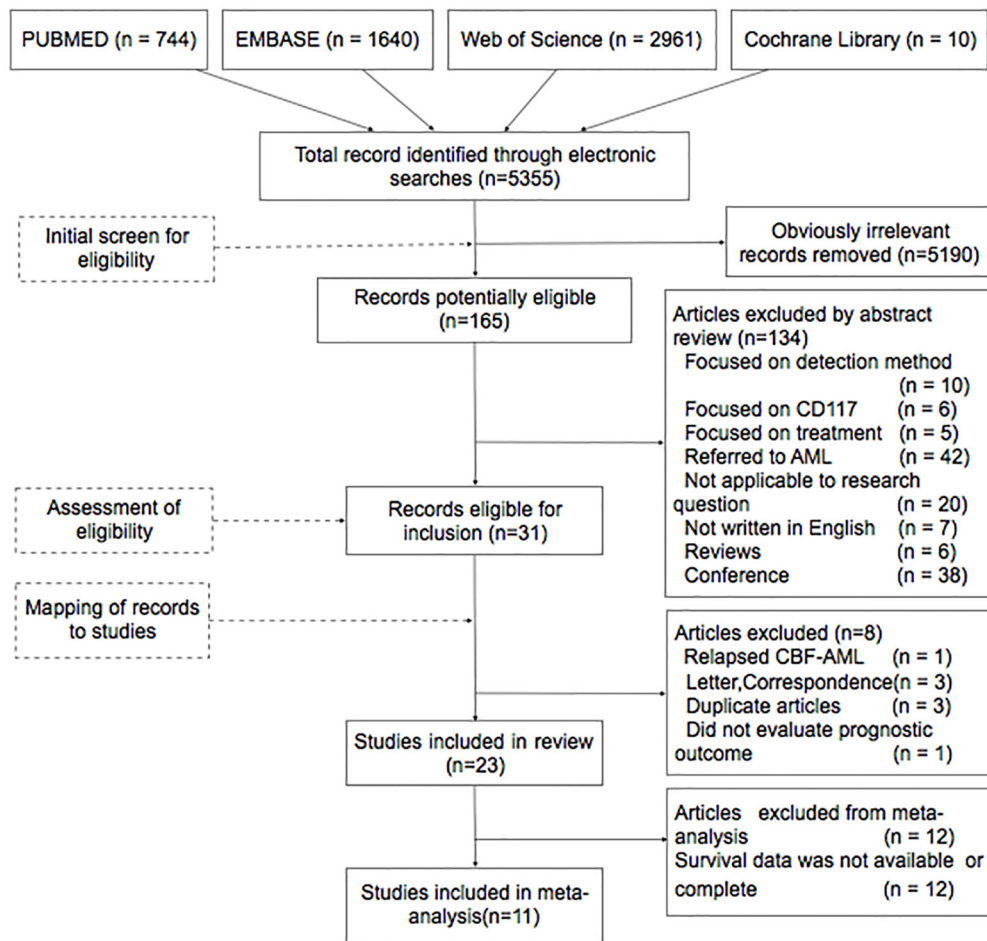 PUBMED (n = 744)
EMBASE (n = 1640)
Web of Science (n = 2961)
Cochrane Library (n = 10)
Total record identified through electronic
searches (n=5355)
Initial screen for
eligibility
Obviously irrelevant
records removed (n=5190)
Records potentially eligible
(n=165)
Articles excluded by abstract
review (n=134)
Focused on detection method
(n = 10)
Focused on CD117 (n = 6)
Focused on treatment (n = 5)
Referred to AML (n = 42)
Not applicable to research
question (n = 20)
Not written in English (n = 7)
Reviews (n = 6)
Conference (n = 38)
Assessment of
eligibility
Records eligible for
inclusion (n=31)
Mapping of records
to studies
Articles excluded (n=8)
Relapsed CBF-AML (n = 1)
Letter,Correspondence(n = 3)
Duplicate articles (n = 3)
Did not evaluate prognostic
outcome (n = 1)
Studies included in review
(n=23)
Articles excluded from meta-
analysis (n = 12)
Survival data was not available or
complete (n = 12)
Studies included in meta-
analysis(n=11)